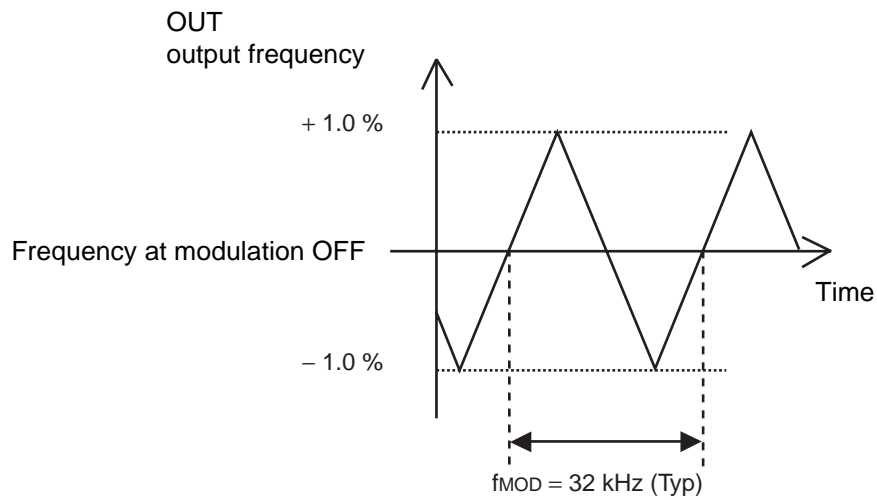 OUT
output frequency
+ 1.0 %
Frequency at modulation OFF
Time
− 1.0 %
fMOD = 32 kHz (Typ)